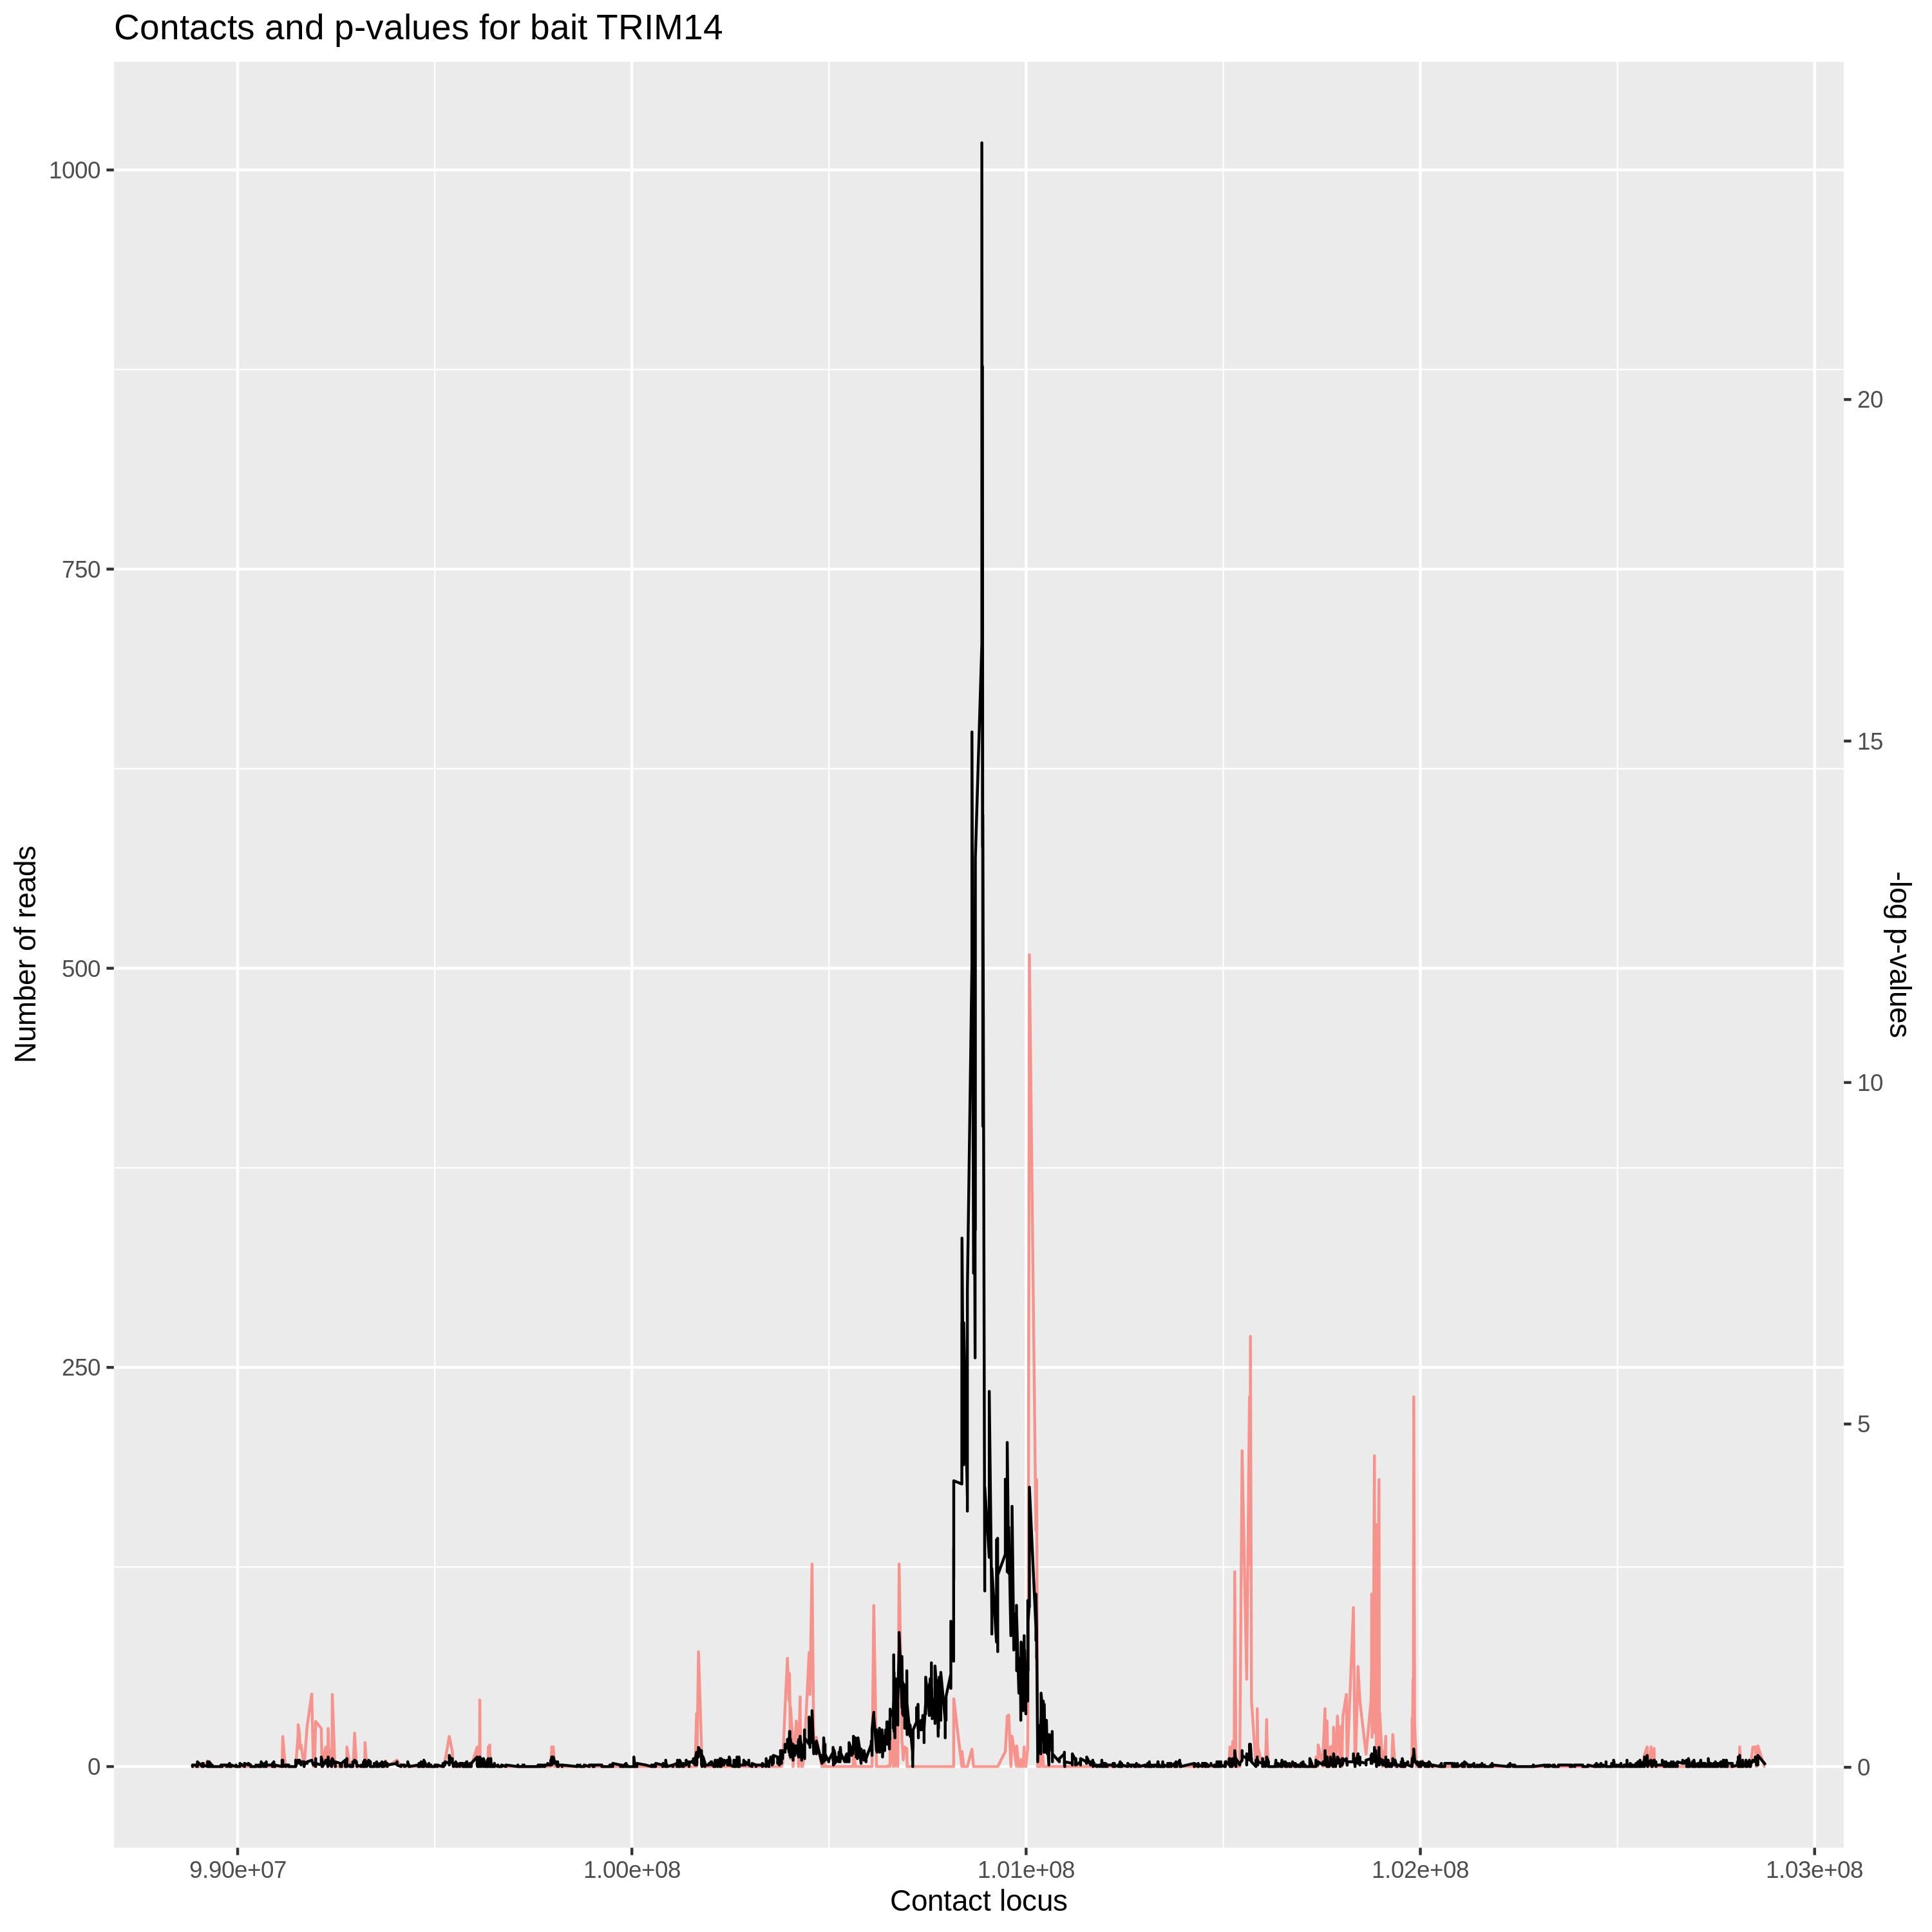 Contacts and p-values for bait TRIM14
1000
750
500
250
0
Number of reads
20
15
10
5
0
-log p-values
9.90e+07
1.00e+08
1.01e+08
1.02e+08
1.03e+08
Contact locus